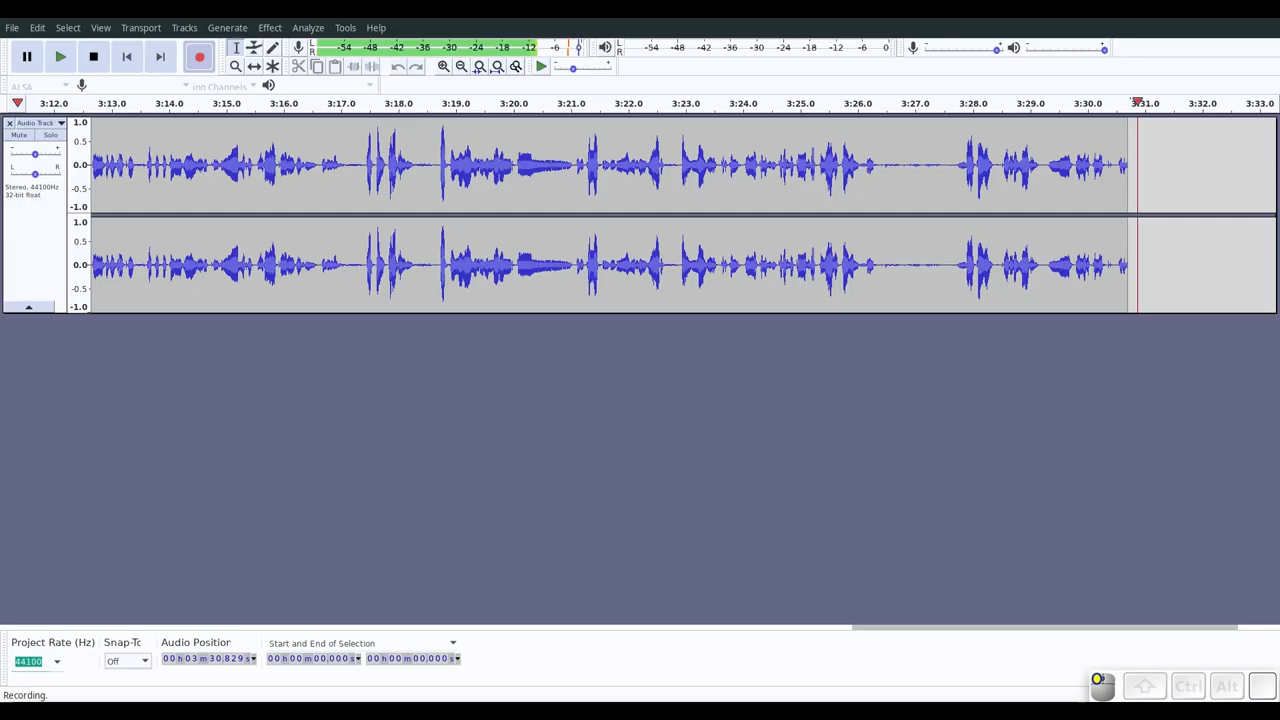 File Edit Select View Transport Tracks Generate Effect Analyze Tools Help
L R -54 -48 -42 -36 -30 -24 -18 -12 -6 0 L R -54 -48 -42 -36 -30 -24 -18 -12 -6 0
ALSA ing Channels
3:12.0 3:13.0 3:14.0 3:15.0 3:16.0 3:17.0 3:18.0 3:19.0 3:20.0 3:21.0 3:22.0 3:23.0 3:24.0 3:25.0 3:26.0 3:27.0 3:28.0 3:29.0 3:30.0 3:31.0 3:32.0 3:33.0
Audio Track 1.0
Mute Solo
- + 0.5
L R 0.0
Stereo, 44100Hz -0.5
32-bit float
-1.0
1.0
0.5
0.0
-0.5
-1.0
Project Rate (Hz) Snap-To Audio Position Start and End of Selection
44100 Off 00 h 03 m 30,829 s 00 h 00 m 00,000 s 00 h 00 m 00,000 s
Recording.
Ctrl Alt